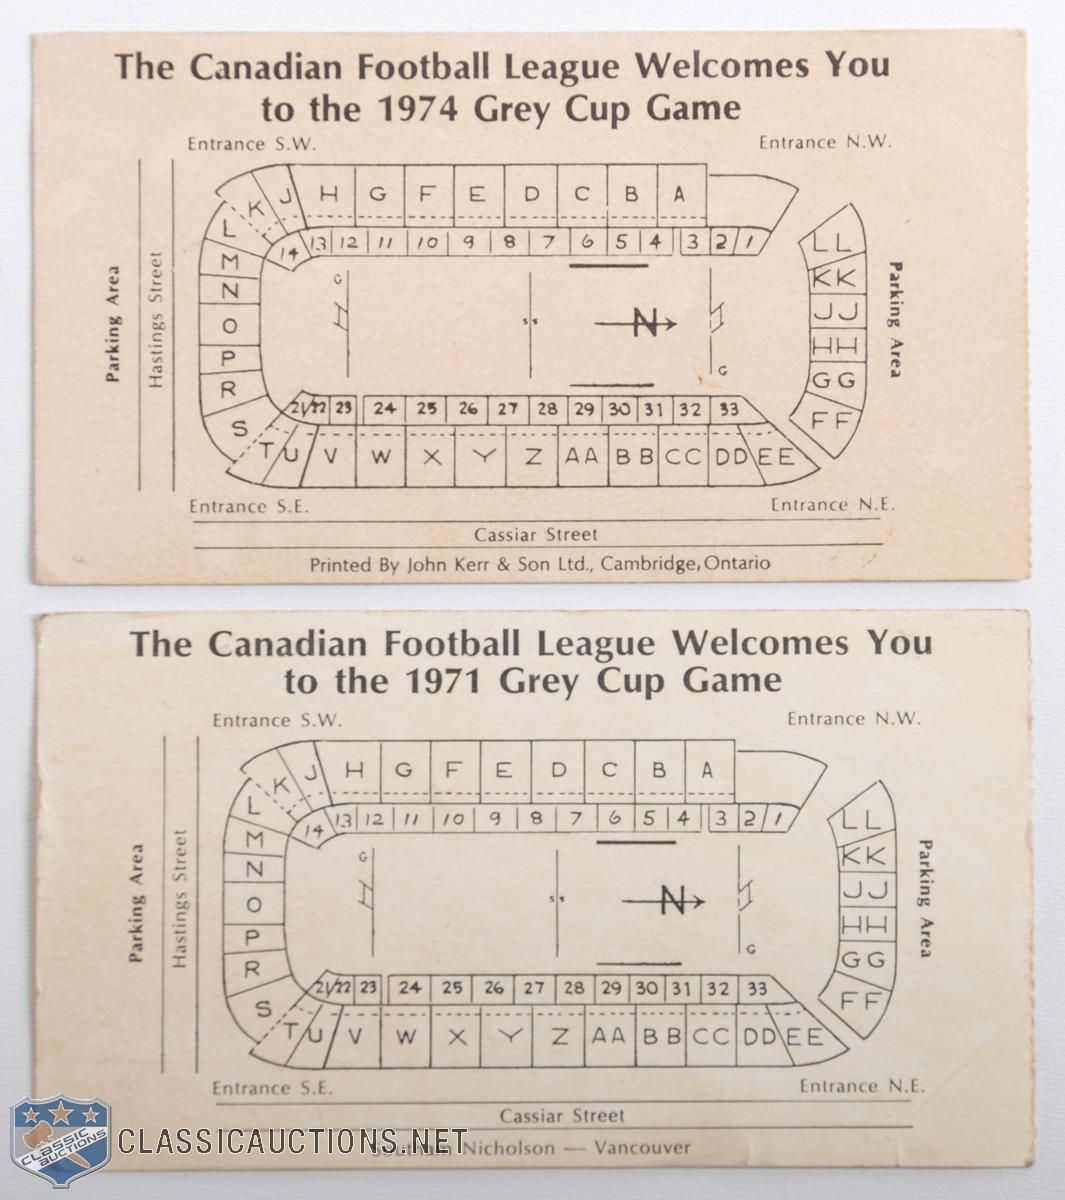 The Canadian Football League Welcomes You
to the 1974 Grey Cup Game
Entrance S.W. Entrance N.W.
J H G F E D C B A
K
L
M
N
O
P
R
S
T U V W X Y Z AA BB CC DD EE
14 13 12 11 10 9 8 7 6 5 4 3 2 1
21 22 23 24 25 26 27 28 29 30 31 32 33
G
N
G
LL
KK
JJ
HH
GG
FF
Parking Area
Hastings Street
Parking Area
Entrance S.E. Entrance N.E.
Cassiar Street
Printed By John Kerr & Son Ltd., Cambridge, Ontario
The Canadian Football League Welcomes You
to the 1971 Grey Cup Game
Entrance S.W. Entrance N.W.
J H G F E D C B A
K
L
M
N
O
P
R
S
T U V W X Y Z AA BB CC DD EE
14 13 12 11 10 9 8 7 6 5 4 3 2 1
21 22 23 24 25 26 27 28 29 30 31 32 33
G
N
G
LL
KK
JJ
HH
GG
FF
Parking Area
Hastings Street
Parking Area
Entrance S.E. Entrance N.E.
Cassiar Street
Nicholson — Vancouver
CLASSIC AUCTIONS
CLASSICAUCTIONS.NET